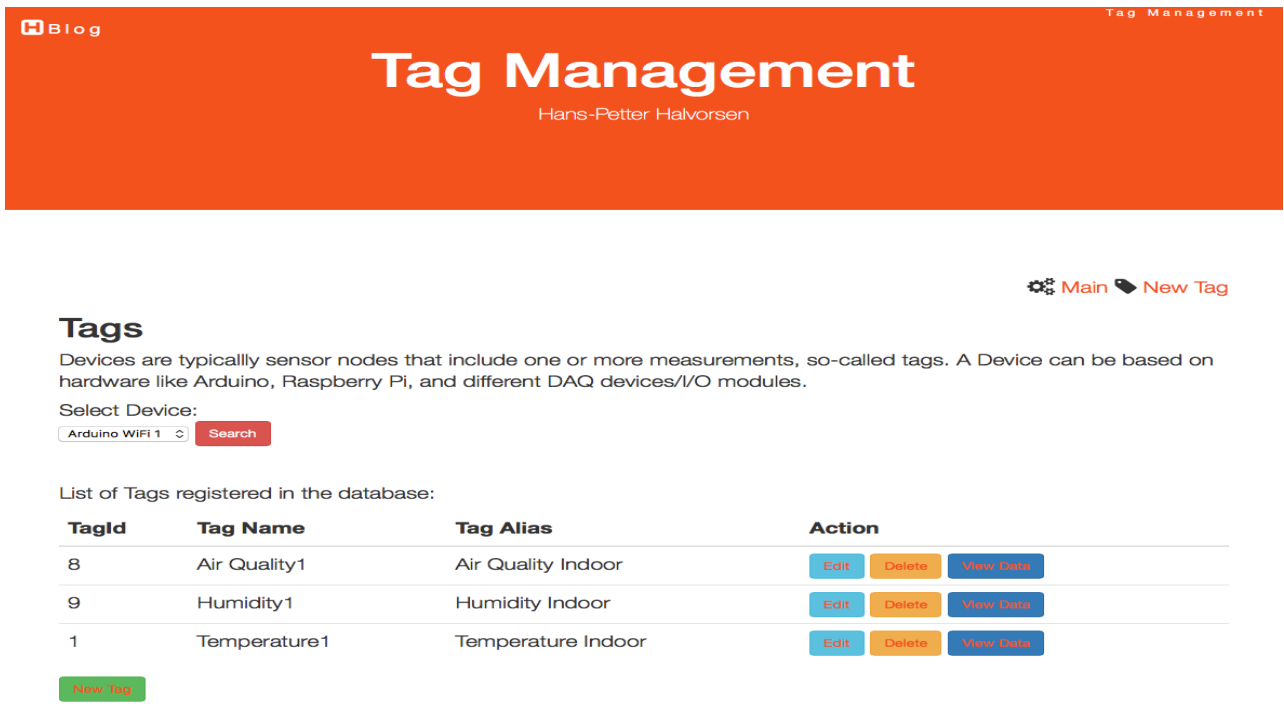 H Blog
Tag Management
Tag Management
Hans-Petter Halvorsen
Main New Tag
Tags
Devices are typicallly sensor nodes that include one or more measurements, so-called tags. A Device can be based on
hardware like Arduino, Raspberry Pi, and different DAQ devices/I/O modules.
Select Device:
Arduino WiFi 1 Search
List of Tags registered in the database:
TagId Tag Name Tag Alias Action
8 Air Quality1 Air Quality Indoor Edit Delete View Data
9 Humidity1 Humidity Indoor Edit Delete View Data
1 Temperature1 Temperature Indoor Edit Delete View Data
New Tag